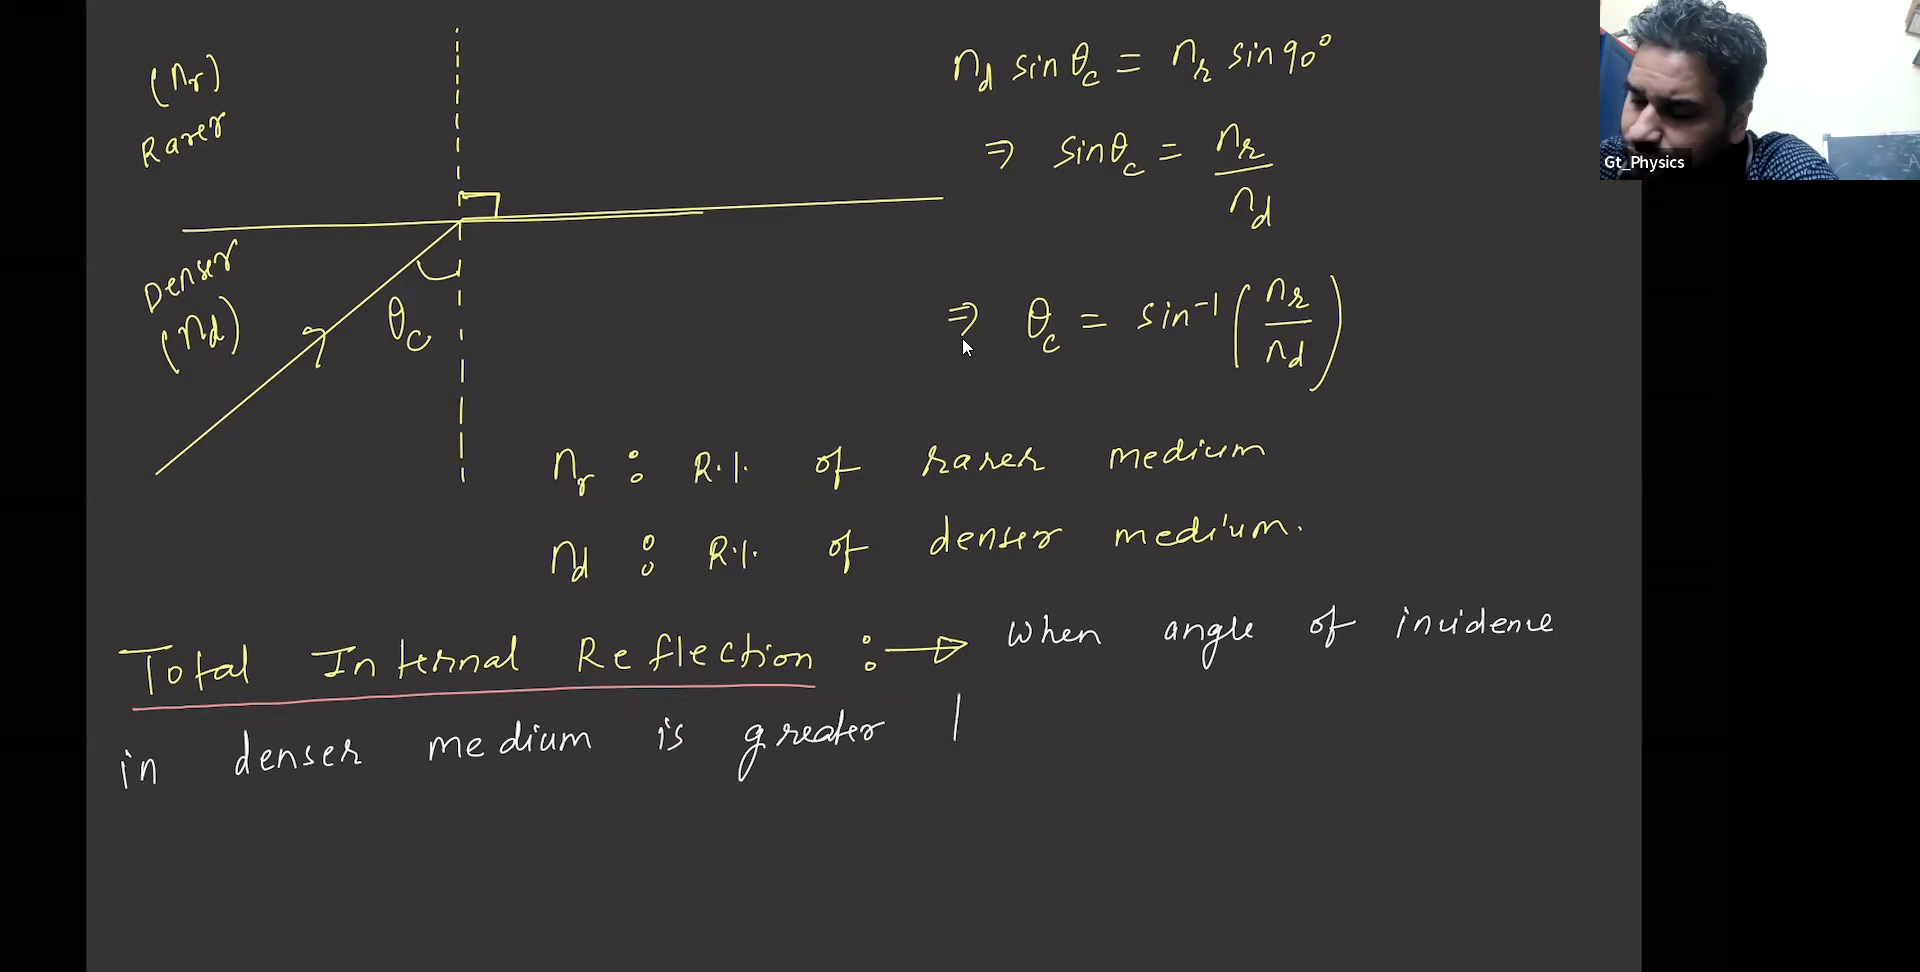 (nr)
Rarer
Denser
(nd)
θc
nd sin θc = nr sin 90°
⇒ sin θc = nr/nd
⇒ θc = sin⁻¹(nr/nd)
nr : R.I. of rarer medium
nd : R.I. of denser medium.
Total Internal Reflection :→ When angle of incidence
in denser medium is greater
Gt_Physics